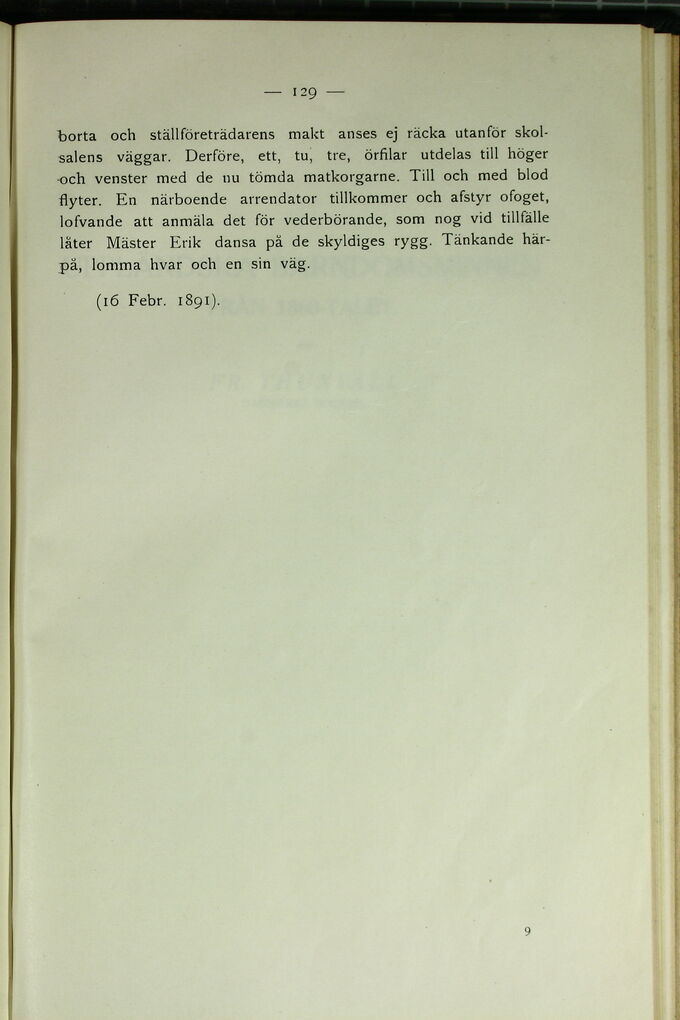 — 129 —
borta och ställföreträdarens makt anses ej räcka utanför skol-
salens väggar. Derföre, ett, tu, tre, örfilar utdelas till höger
och venster med de nu tömda matkorgarne. Till och med blod
flyter. En närboende arrendator tillkommer och afstyr ofoget,
lofvande att anmäla det för vederbörande, som nog vid tillfälle
låter Mäster Erik dansa på de skyldiges rygg. Tänkande här-
på, lomma hvar och en sin väg.
(16 Febr. 1891).
9